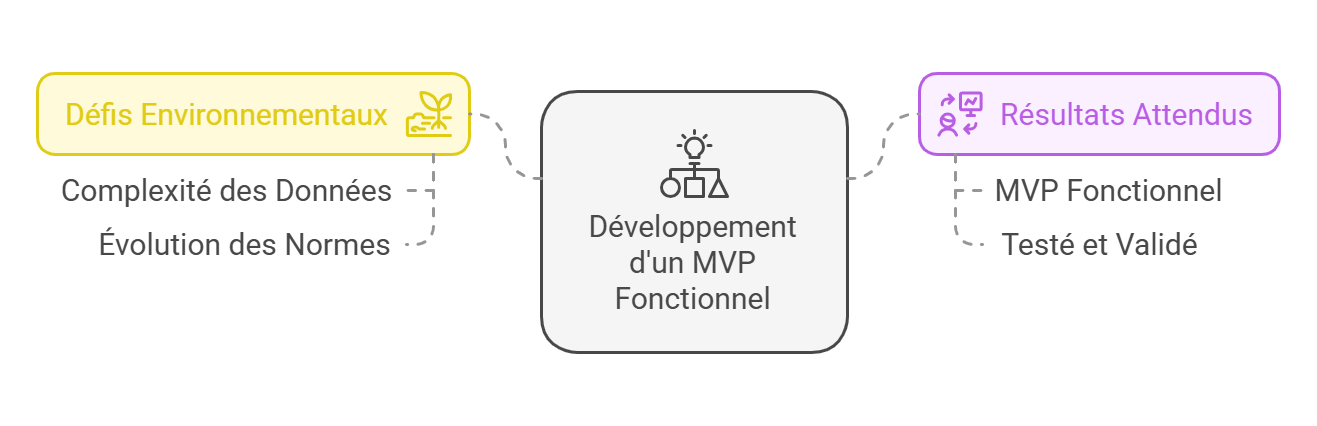 Défis Environnementaux
Complexité des Données
Évolution des Normes
Développement
d'un MVP
Fonctionnel
Résultats Attendus
MVP Fonctionnel
Testé et Validé